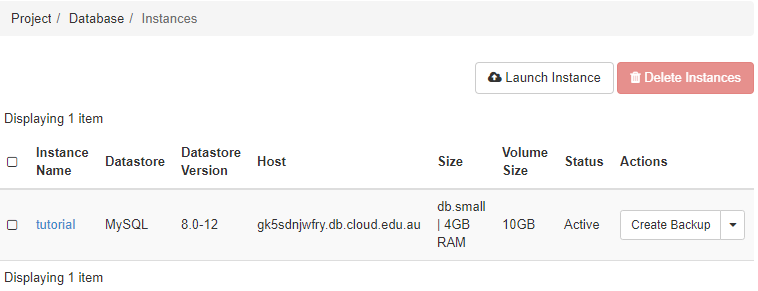 Project / Database / Instances
Launch Instance Delete Instances
Displaying 1 item
Instance Name Datastore Datastore Version Host Size Volume Size Status Actions
tutorial MySQL 8.0-12 gk5sdnjwfry.db.cloud.edu.au db.small | 4GB RAM 10GB Active Create Backup
Displaying 1 item